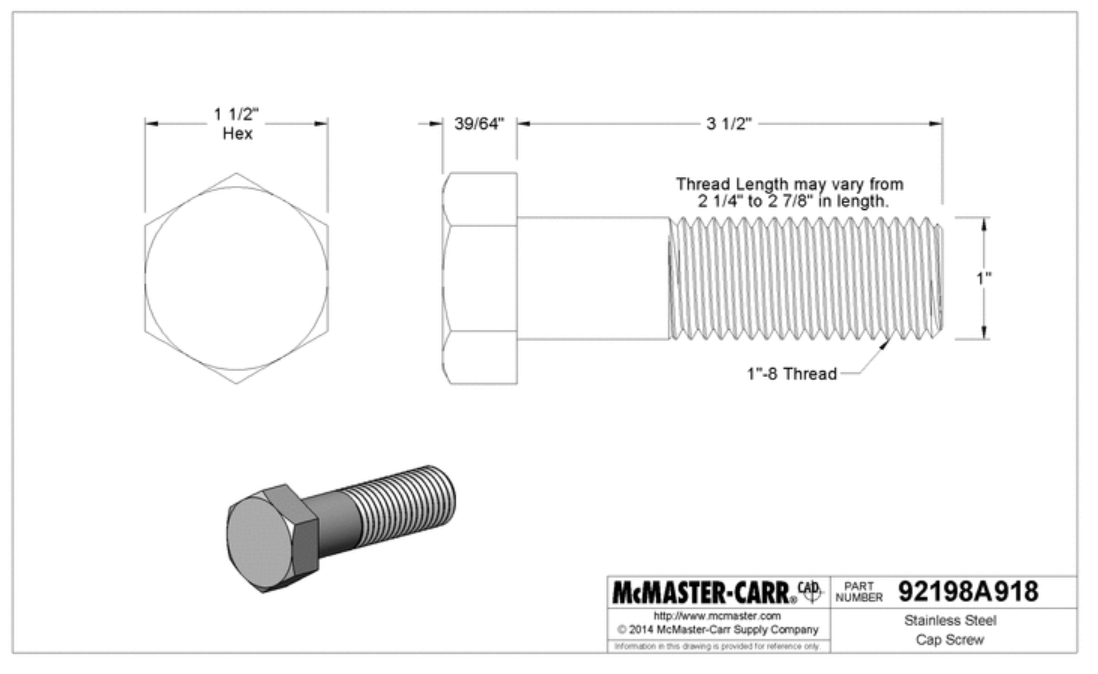 1 1/2"
Hex
39/64"
3 1/2"
Thread Length may vary from
2 1/4" to 2 7/8" in length.
1"
1"-8 Thread
McMASTER-CARR® CAD
http://www.mcmaster.com
© 2014 McMaster-Carr Supply Company
Information in this drawing is provided for reference only.
PART
NUMBER
92198A918
Stainless Steel
Cap Screw